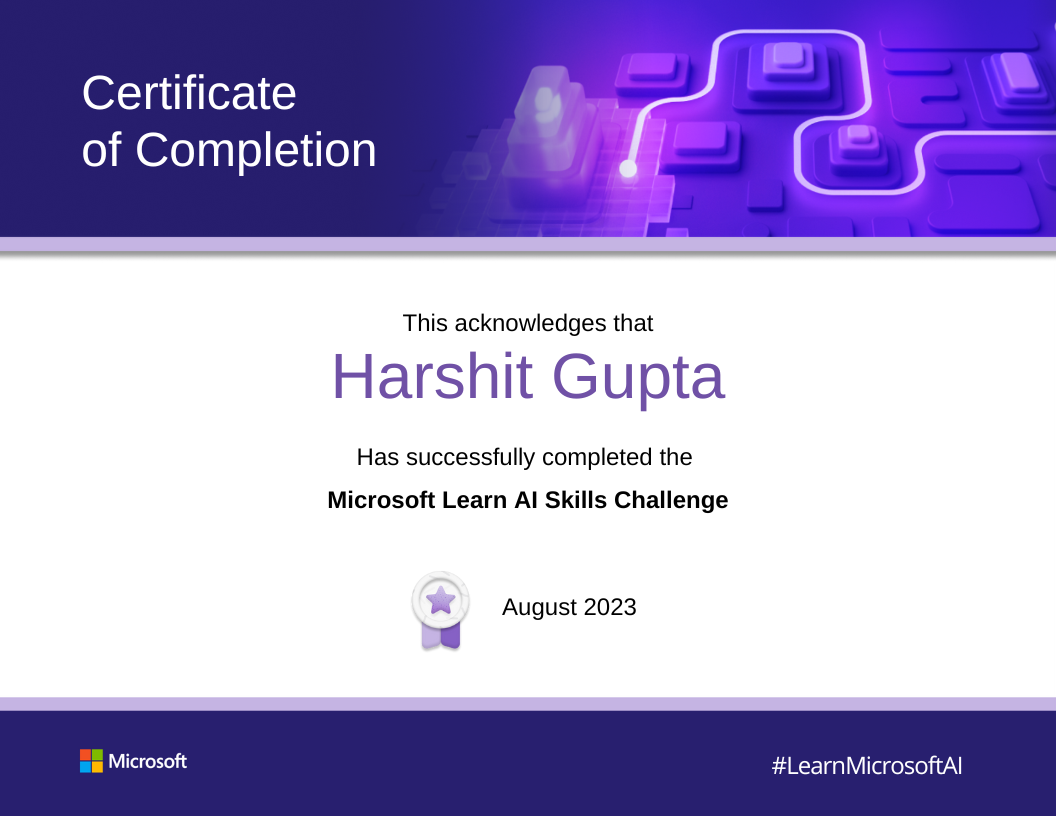 Certificate
of Completion
This acknowledges that
Harshit Gupta
Has successfully completed the
Microsoft Learn AI Skills Challenge
August 2023
Microsoft
#LearnMicrosoftAI